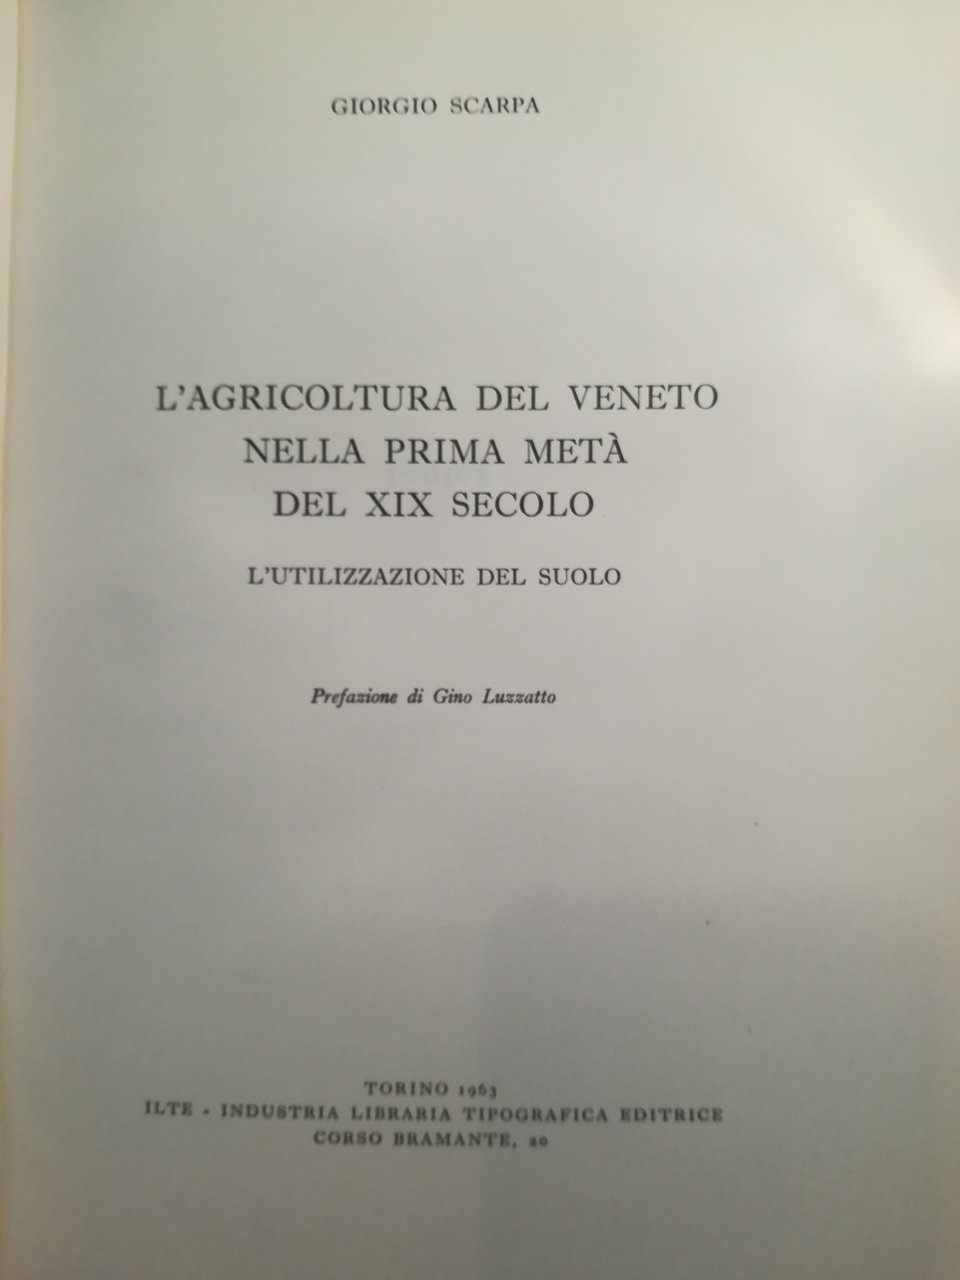 GIORGIO SCARPA
L'AGRICOLTURA DEL VENETO
NELLA PRIMA METÀ
DEL XIX SECOLO
L'UTILIZZAZIONE DEL SUOLO
Prefazione di Gino Luzzatto
TORINO 1963
ILTE - INDUSTRIA LIBRARIA TIPOGRAFICA EDITRICE
CORSO BRAMANTE, 20